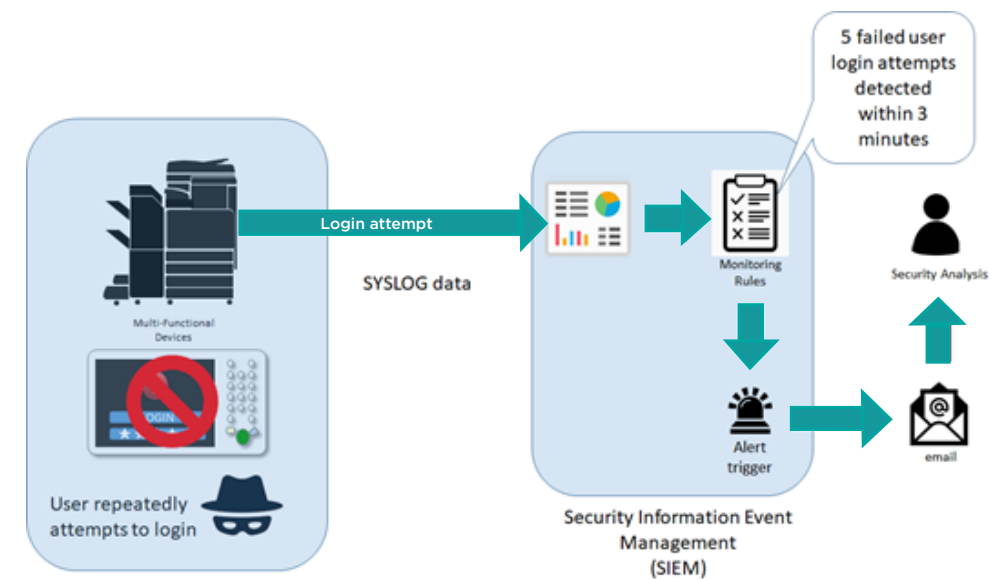 5 failed user
login attempts
detected
within 3
minutes
Login attempt
SYSLOG data
Multi-Functional
Devices
LOGIN
User repeatedly
attempts to login
Monitoring
Rules
Alert
trigger
Security Information Event
Management
(SIEM)
@
email
Security Analysis